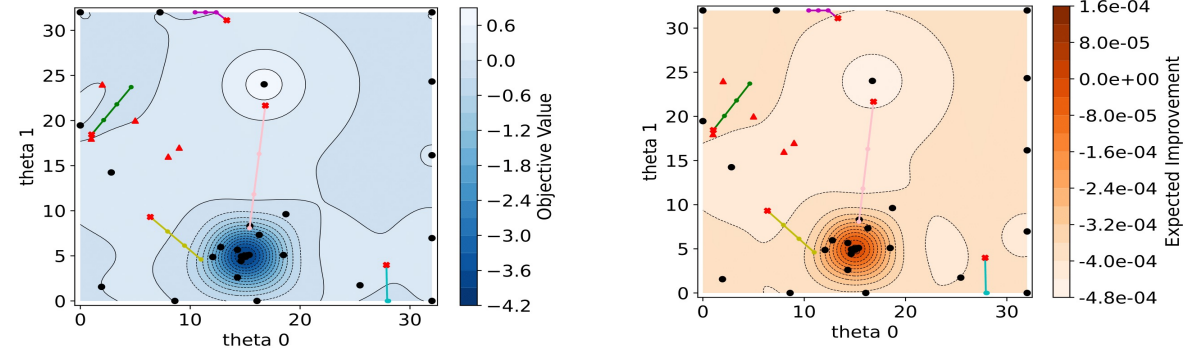 30
25
20
15
10
5
0
theta 1
0
10
20
30
theta 0
0.6
0.0
−0.6
−1.2
−1.8
−2.4
−3.0
−3.6
−4.2
Objective Value
30
25
20
15
10
5
0
theta 1
0
10
20
30
theta 0
1.6e-04
8.0e-05
0.0e+00
-8.0e-05
-1.6e-04
-2.4e-04
-3.2e-04
-4.0e-04
-4.8e-04
Expected Improvement